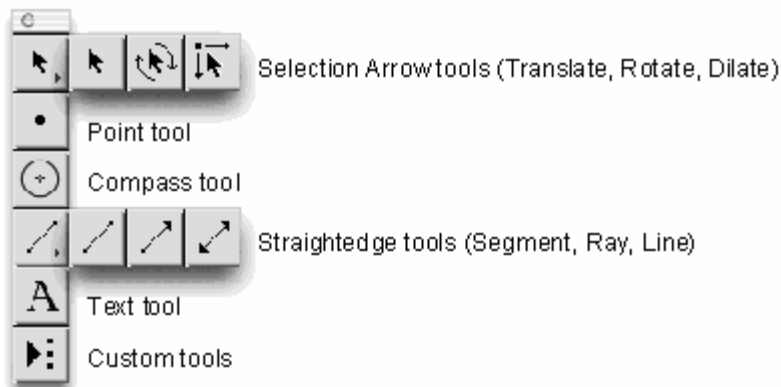 Selection Arrow tools (Translate, Rotate, Dilate)
Point tool
Compass tool
Straightedge tools (Segment, Ray, Line)
A
Text tool
Custom tools